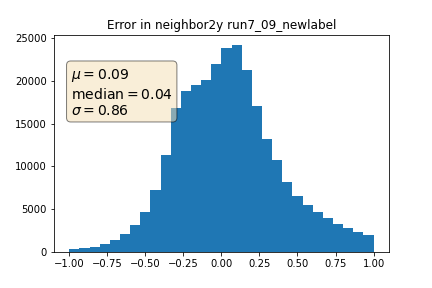 Error in neighbor2y run7_09_newlabel
25000
20000
15000
10000
5000
0
μ = 0.09
median = 0.04
σ = 0.86
−1.00 −0.75 −0.50 −0.25 0.00 0.25 0.50 0.75 1.00